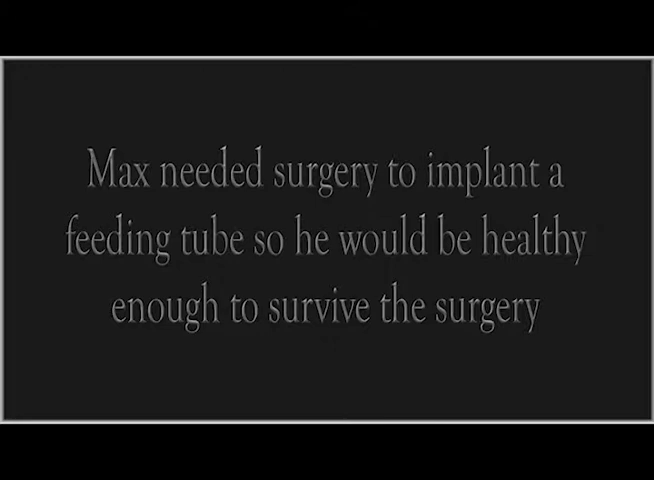 Max needed surgery to implant a
feeding tube so he would be healthy
enough to survive the surgery